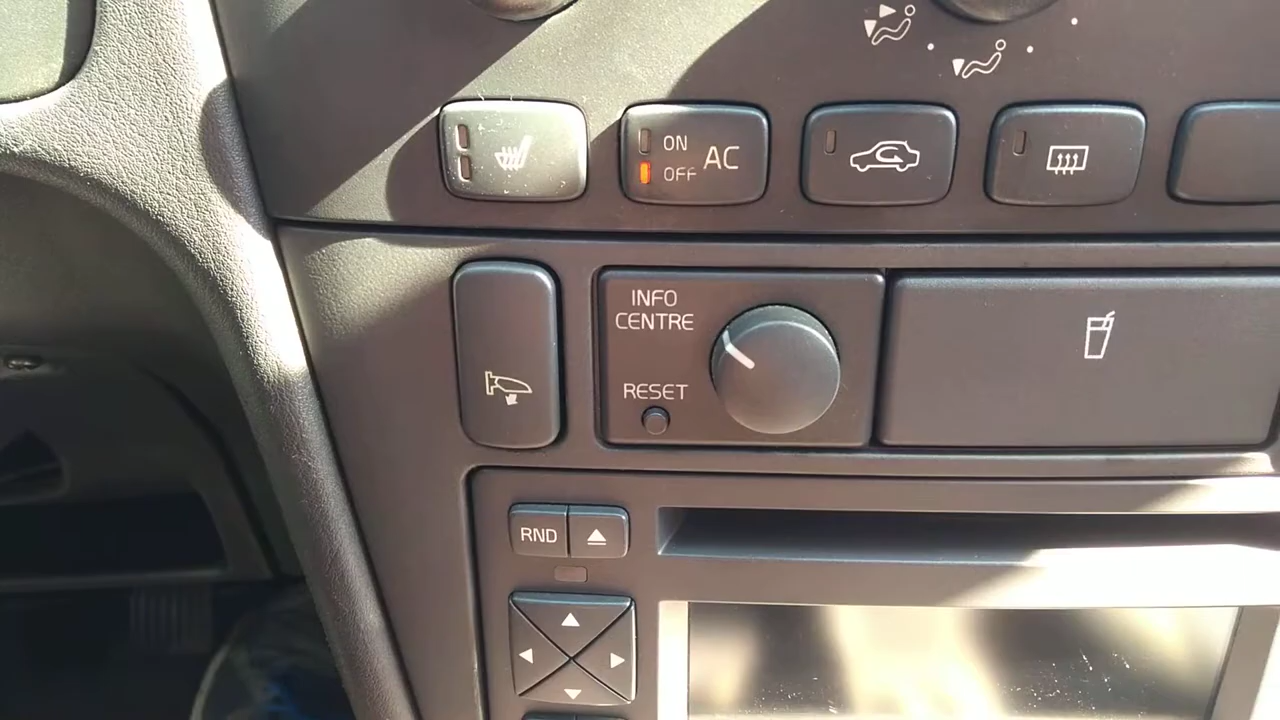 ON
OFF
AC
INFO
CENTRE
RESET
RND